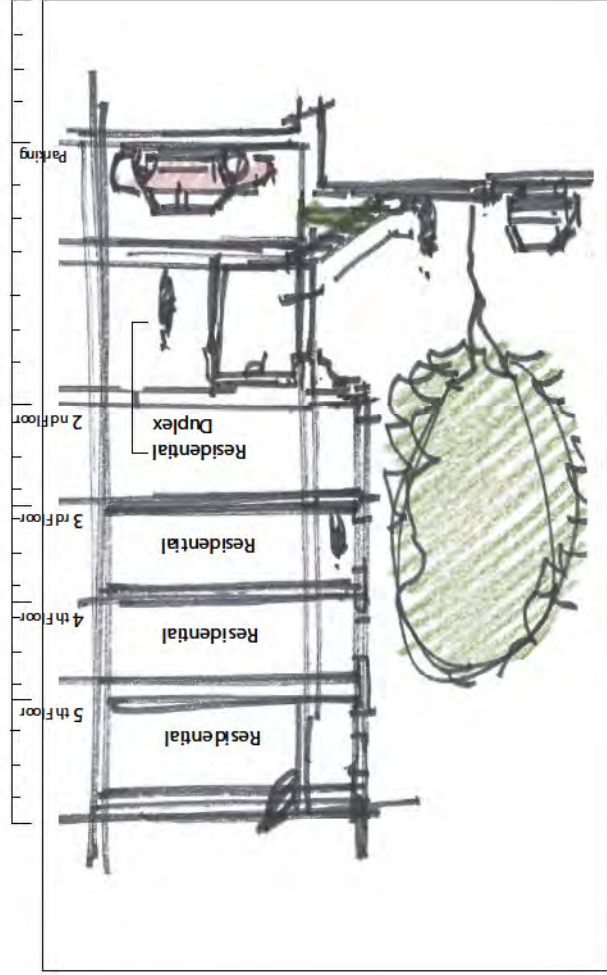 Residential
5 th Floor
Residential
4 th Floor
Residential
3 rd Floor
Residential
Duplex
2 nd Floor
Parking